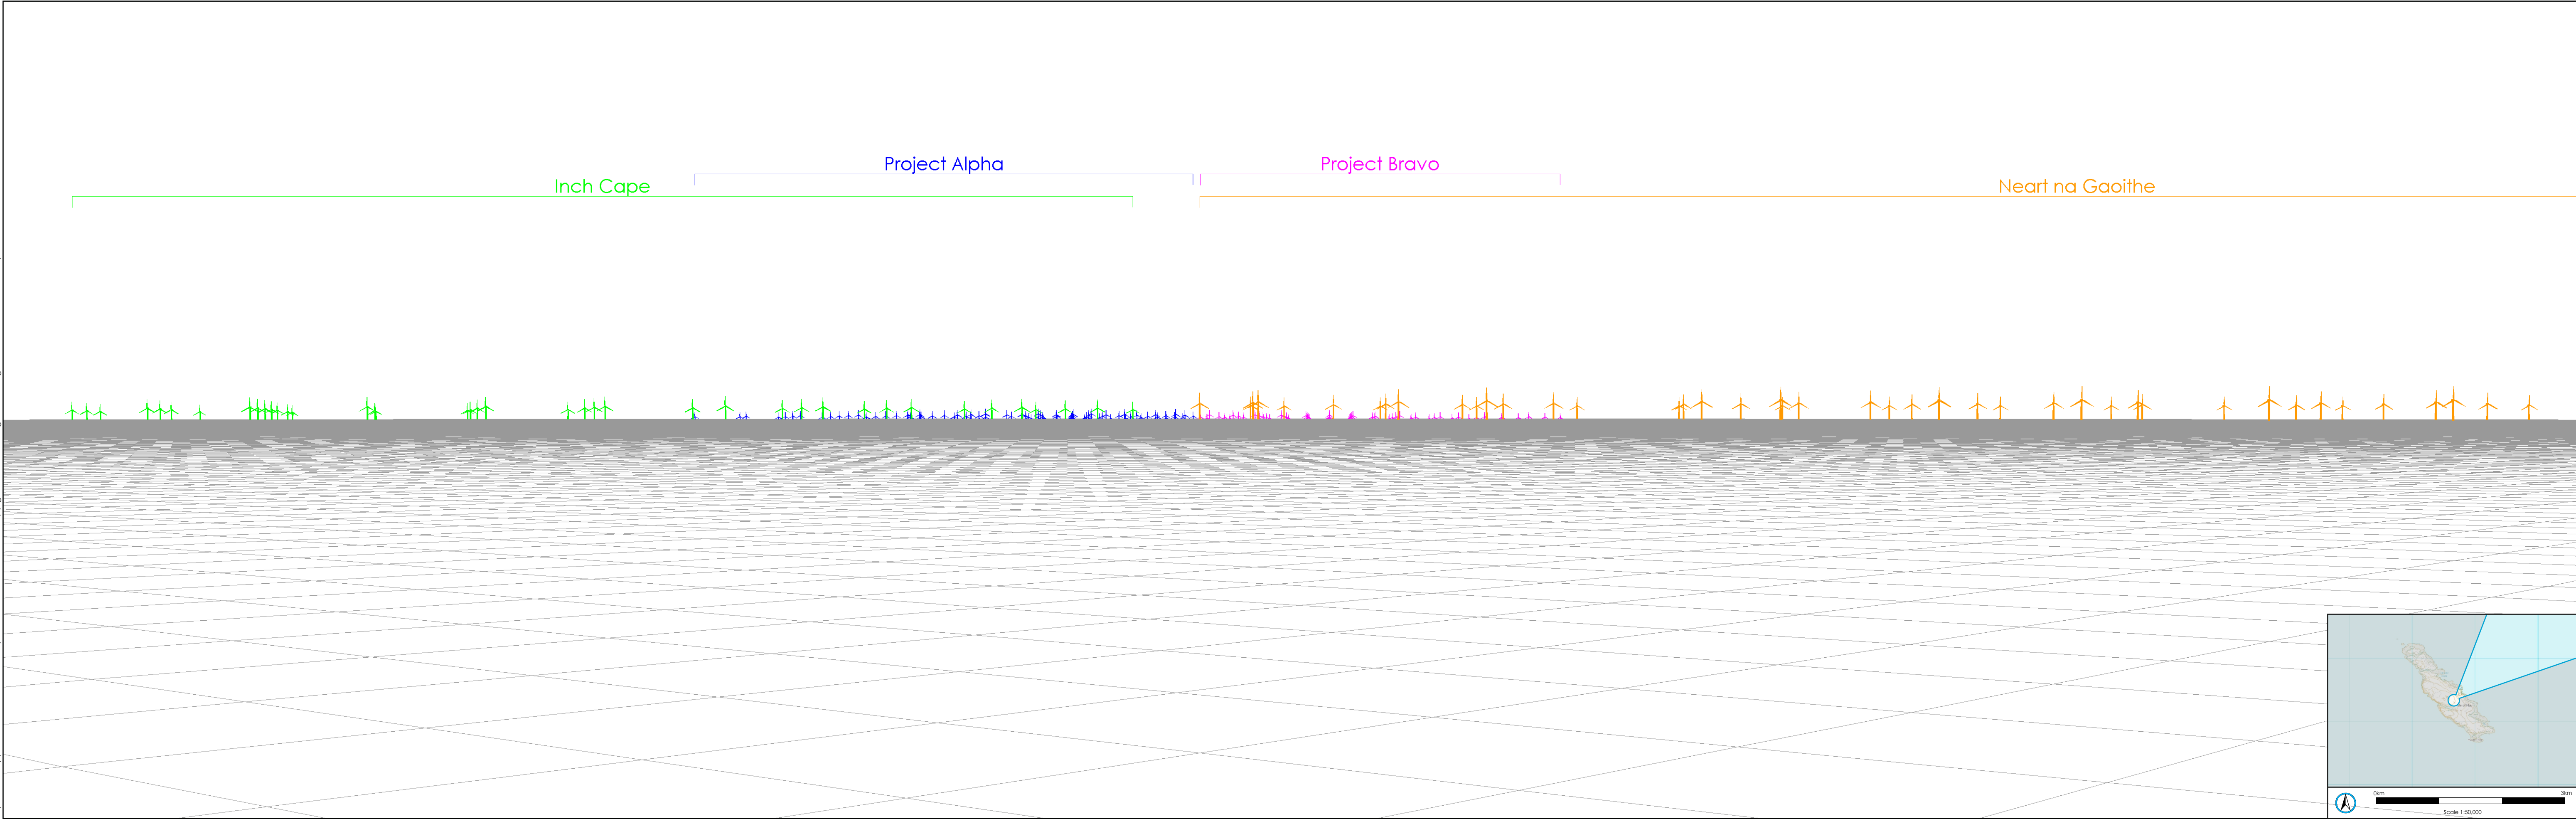 Project Alpha
Project Bravo
Inch Cape
Neart na Gaoithe
0km
3km
Scale 1:50,000